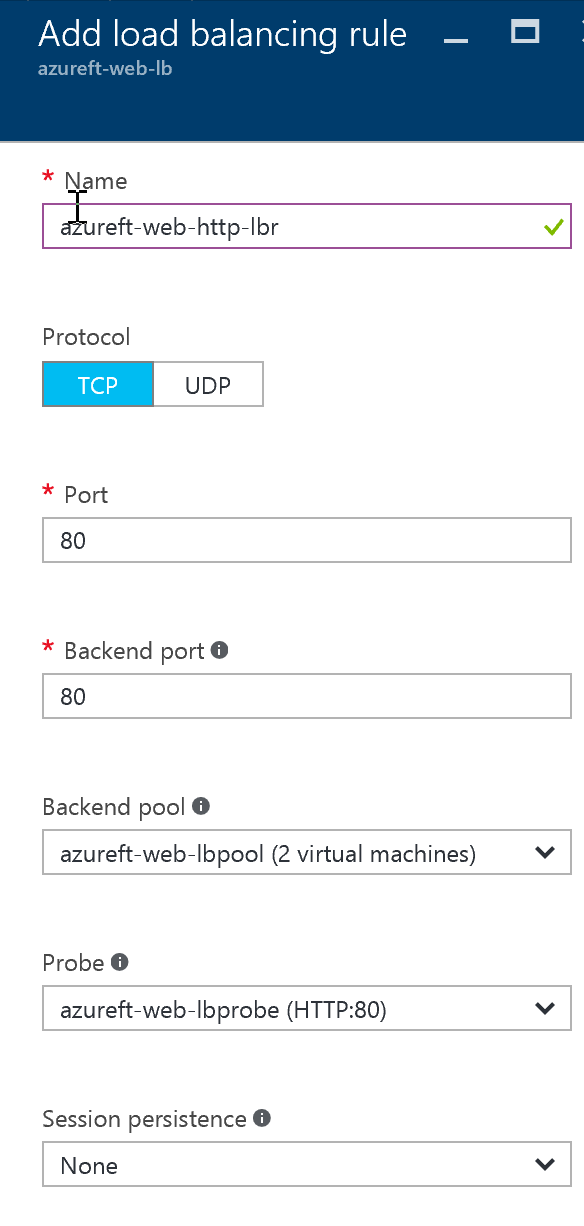 Add load balancing rule
azureft-web-lb
* Name
azureft-web-http-lbr
Protocol
TCP UDP
* Port
80
* Backend port
80
Backend pool
azureft-web-lbpool (2 virtual machines)
Probe
azureft-web-lbprobe (HTTP:80)
Session persistence
None